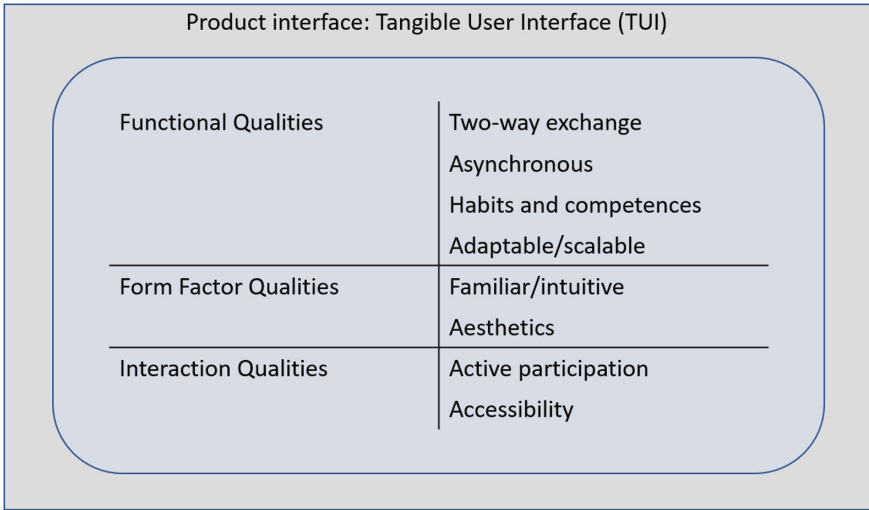 Product interface: Tangible User Interface (TUI)
Functional Qualities Two-way exchange
Asynchronous
Habits and competences
Adaptable/scalable
Form Factor Qualities Familiar/intuitive
Aesthetics
Interaction Qualities Active participation
Accessibility